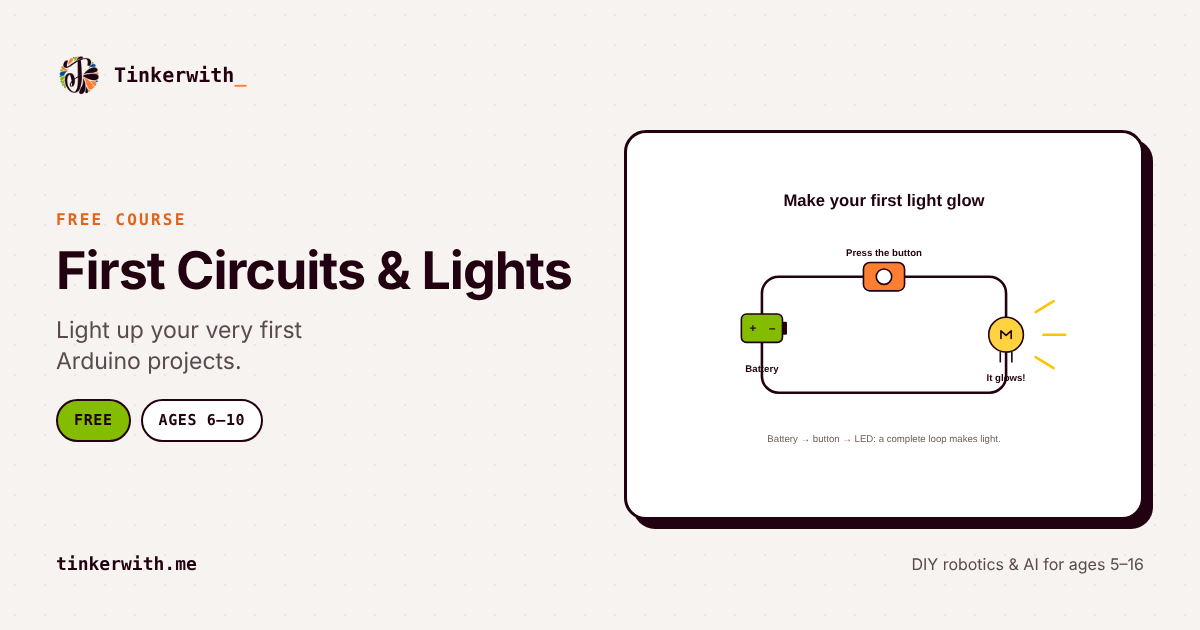 Tinkerwith_
FREE COURSE
First Circuits & Lights
Light up your very first
Arduino projects.
FREE
AGES 6–10
Make your first light glow
Press the button
+ –
Battery
It glows!
Battery → button → LED: a complete loop makes light.
tinkerwith.me
DIY robotics & AI for ages 5–16